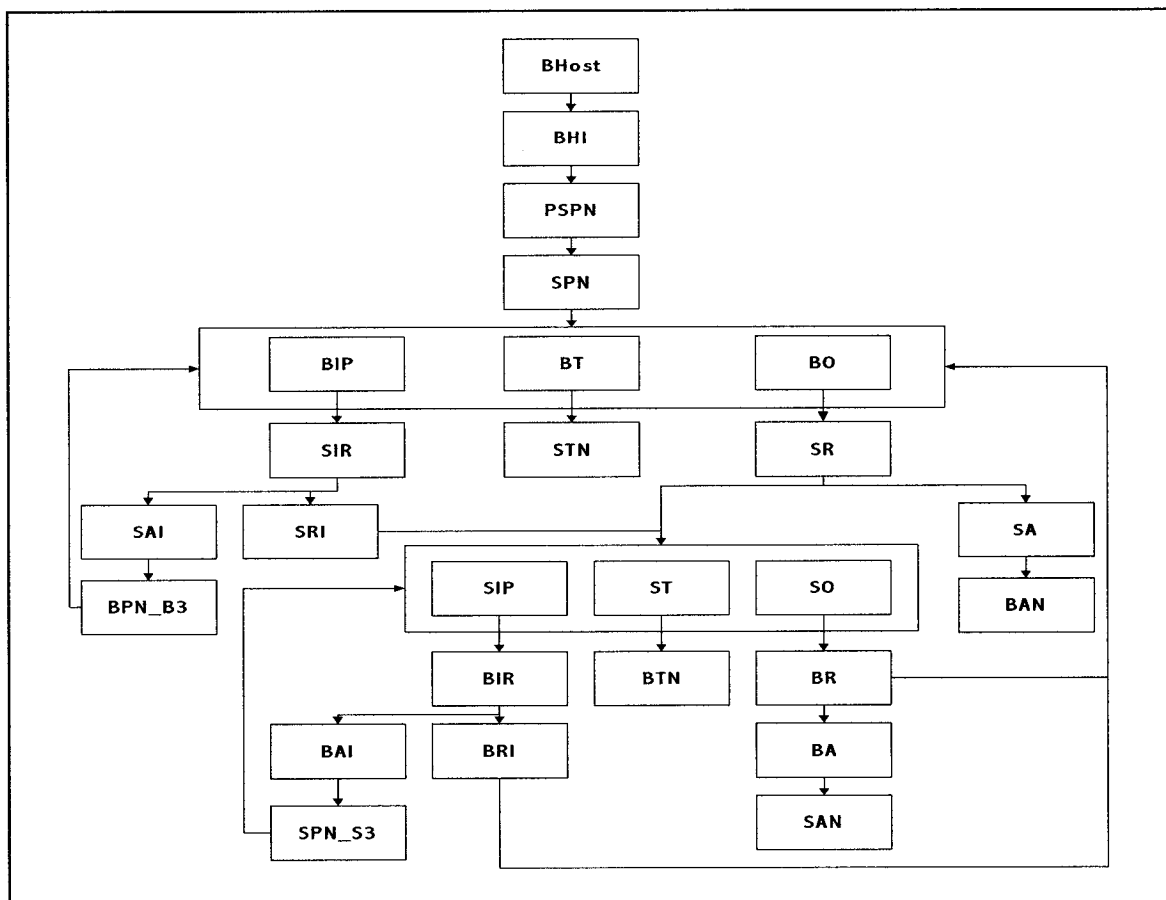 BHost
BHI
PSPN
SPN
BIP BT BO
SIR STN SR
SAI SRI SA
SIP ST SO
BPN_B3 BAN
BIR BTN BR
BAI BRI BA
SPN_S3 SAN